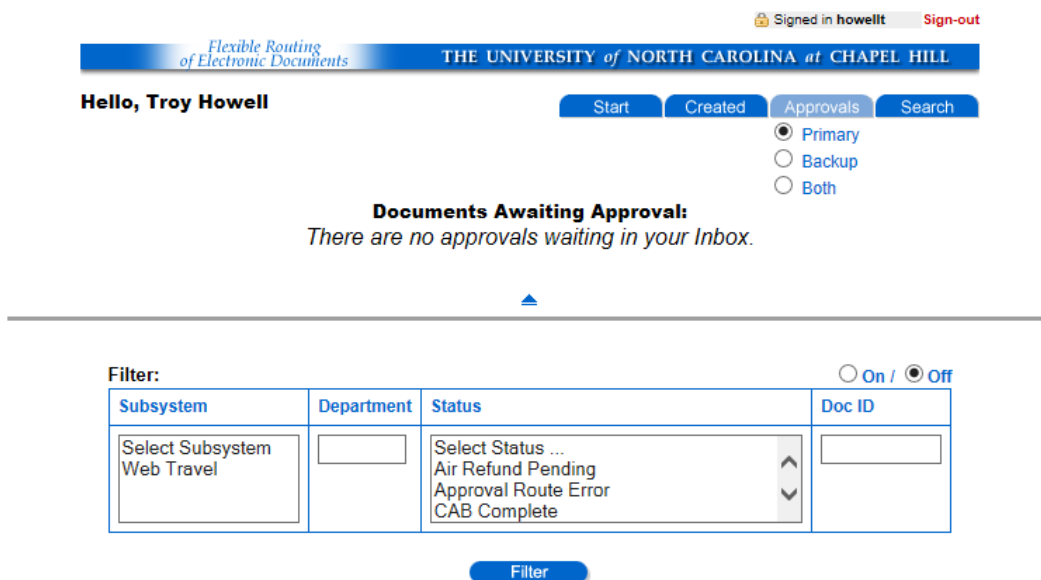 Signed in howellt Sign-out
Flexible Routing
of Electronic Documents
THE UNIVERSITY of NORTH CAROLINA at CHAPEL HILL
Hello, Troy Howell
Start Created Approvals Search
Primary
Backup
Both
Documents Awaiting Approval:
There are no approvals waiting in your Inbox.
Filter: On / Off
Subsystem Department Status Doc ID
Select Subsystem Select Status ...
Web Travel Air Refund Pending
Approval Route Error
CAB Complete
Filter